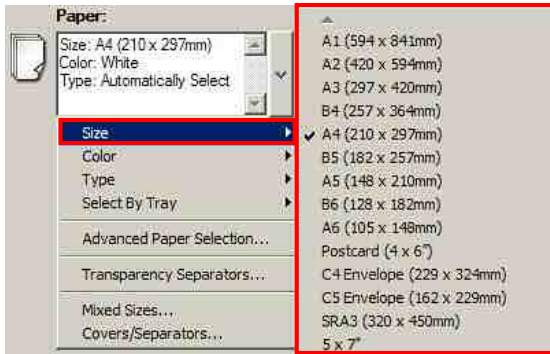 Paper:
Size: A4 (210 x 297mm)
Color: White
Type: Automatically Select
Size
Color
Type
Select By Tray
Advanced Paper Selection...
Transparency Separators...
Mixed Sizes...
Covers/Separators...
A1 (594 x 841mm)
A2 (420 x 594mm)
A3 (297 x 420mm)
B4 (257 x 364mm)
A4 (210 x 297mm)
B5 (182 x 257mm)
A5 (148 x 210mm)
B6 (128 x 182mm)
A6 (105 x 148mm)
Postcard (4 x 6")
C4 Envelope (229 x 324mm)
C5 Envelope (162 x 229mm)
SRA3 (320 x 450mm)
5 x 7"